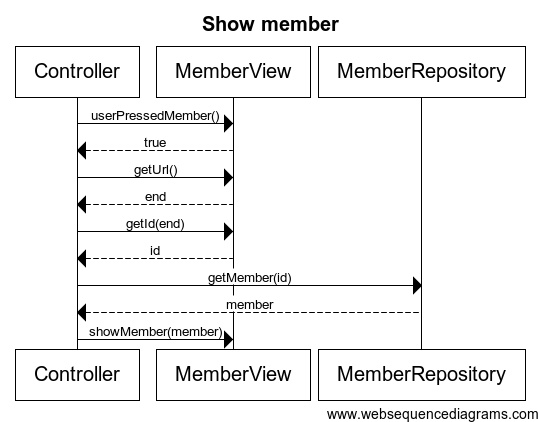 Show member
Controller MemberView MemberRepository
userPressedMember()
true
getUrl()
end
getId(end)
id
getMember(id)
member
showMember(member)
Controller MemberView MemberRepository
www.websequencediagrams.com